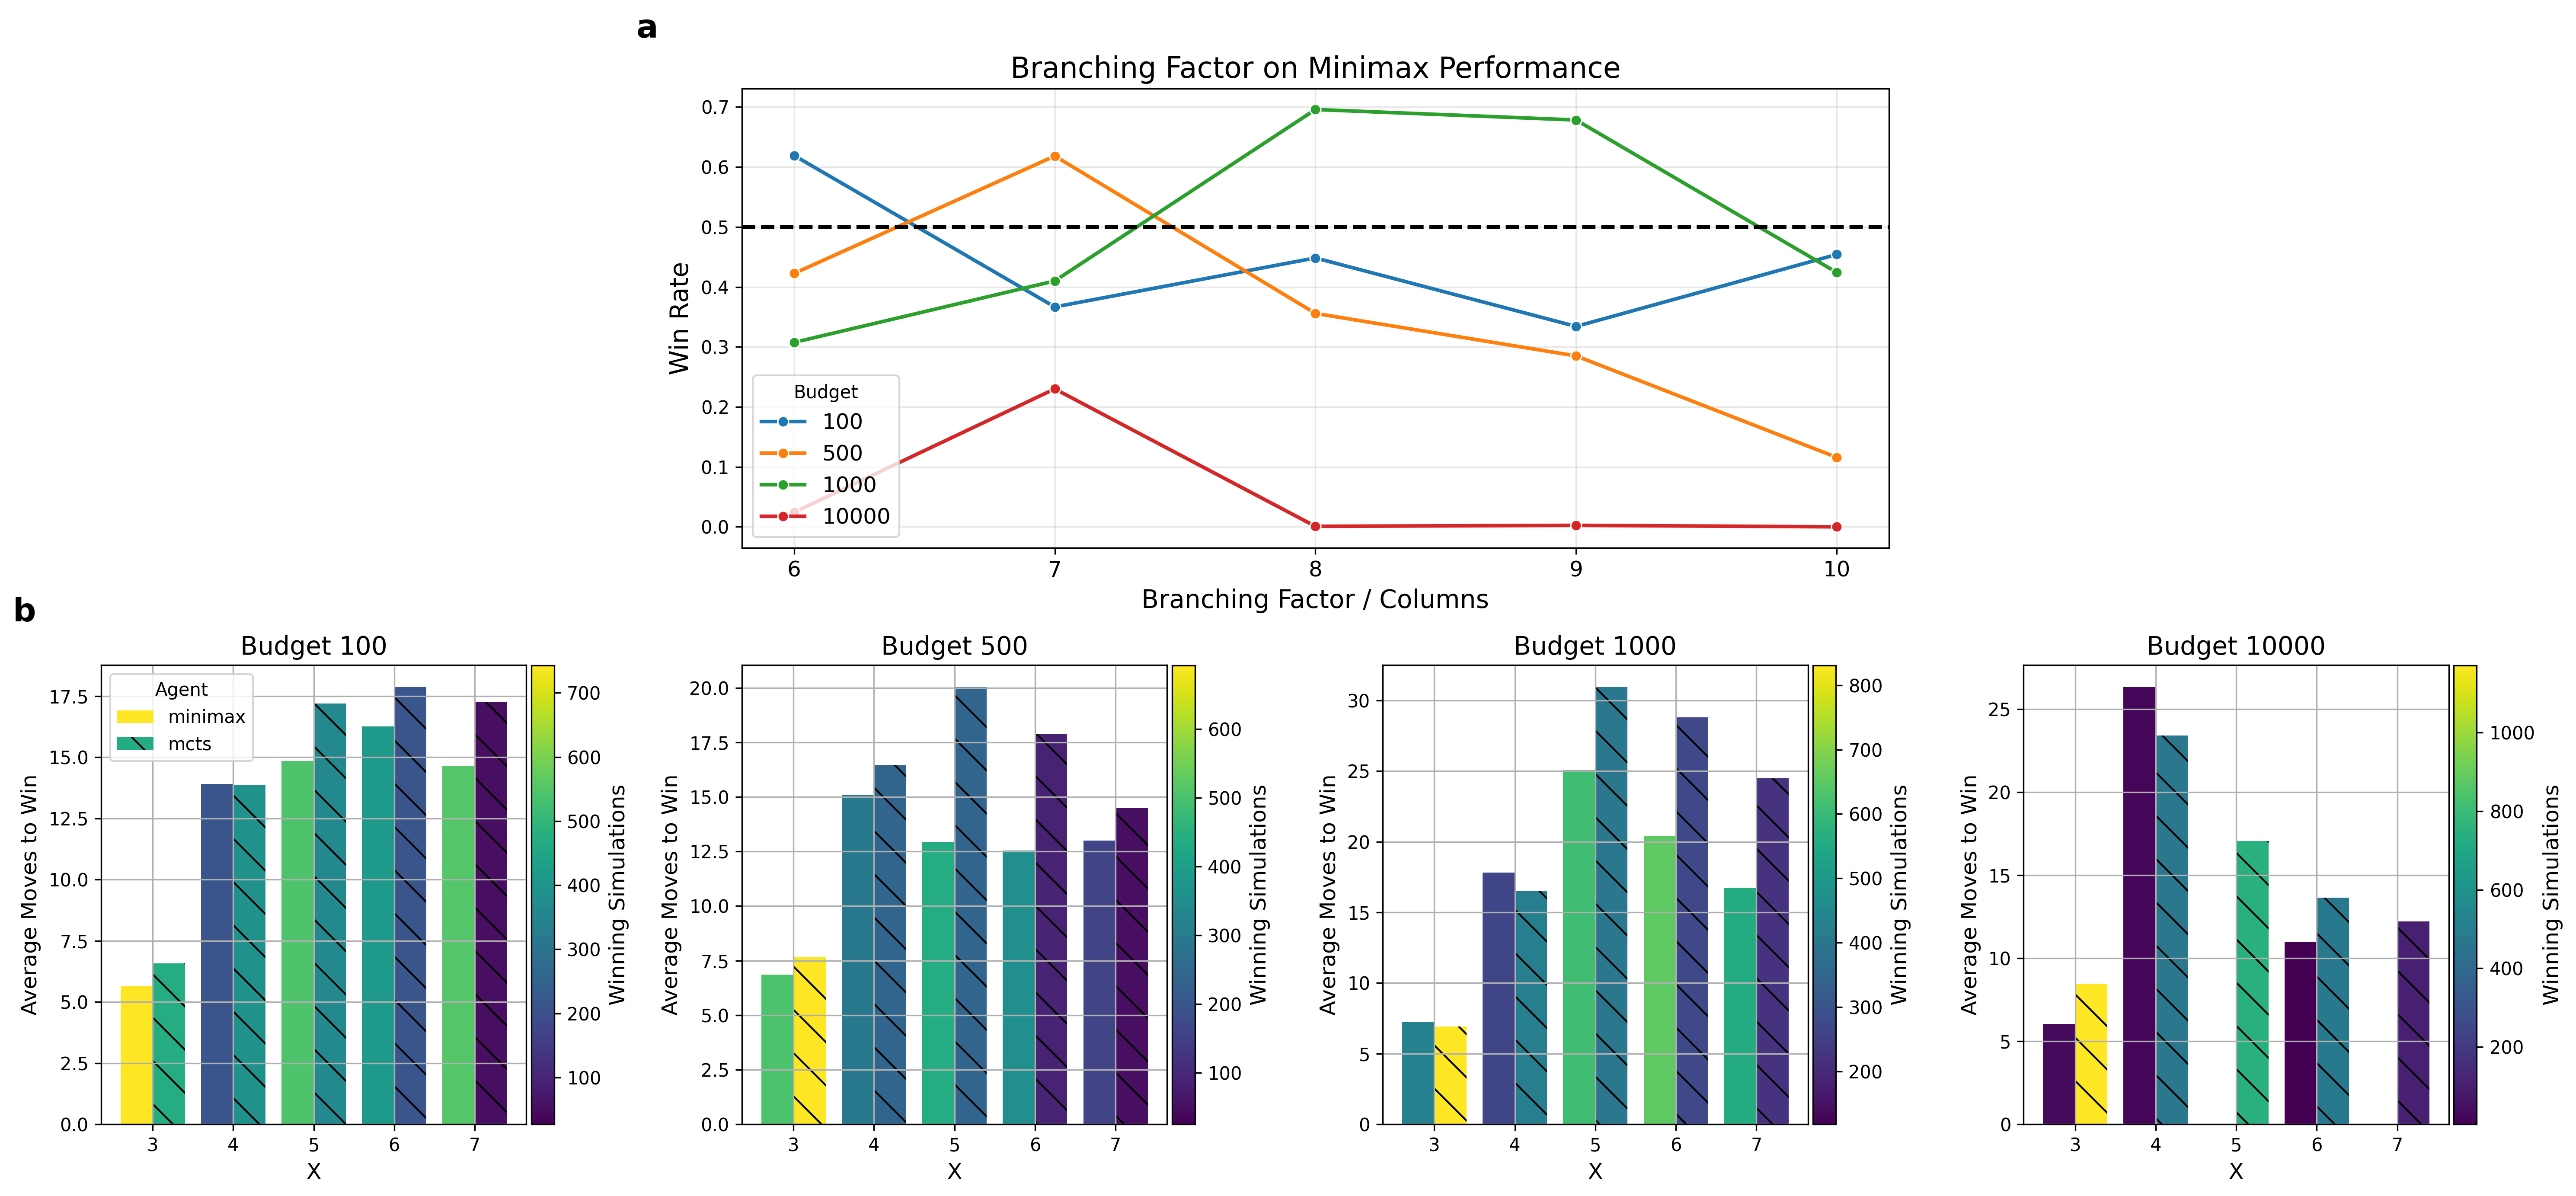 a
Branching Factor on Minimax Performance
Win Rate
0.7
0.6
0.5
0.4
0.3
0.2
0.1
0.0
Budget
100
500
1000
10000
6 7 8 9 10
Branching Factor / Columns
b
Budget 100
Average Moves to Win
17.5
15.0
12.5
10.0
7.5
5.0
2.5
0.0
Agent
minimax
mcts
3 4 5 6 7
X
700
600
500
400
300
200
100
Winning Simulations
Budget 500
Average Moves to Win
20.0
17.5
15.0
12.5
10.0
7.5
5.0
2.5
0.0
3 4 5 6 7
X
600
500
400
300
200
100
Winning Simulations
Budget 1000
Average Moves to Win
30
25
20
15
10
5
0
3 4 5 6 7
X
800
700
600
500
400
300
200
Winning Simulations
Budget 10000
Average Moves to Win
25
20
15
10
5
0
3 4 5 6 7
X
1000
800
600
400
200
Winning Simulations